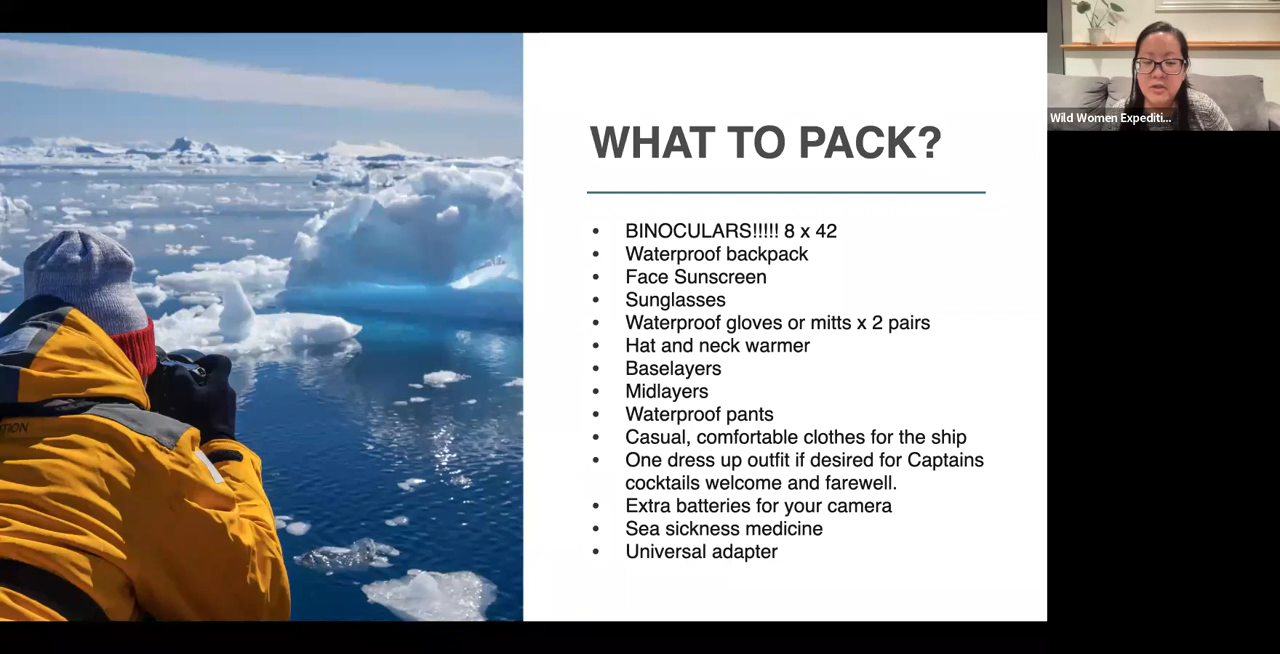 WHAT TO PACK?
• BINOCULARS!!!!! 8 x 42
• Waterproof backpack
• Face Sunscreen
• Sunglasses
• Waterproof gloves or mitts x 2 pairs
• Hat and neck warmer
• Baselayers
• Midlayers
• Waterproof pants
• Casual, comfortable clothes for the ship
• One dress up outfit if desired for Captains
cocktails welcome and farewell.
• Extra batteries for your camera
• Sea sickness medicine
• Universal adapter
Wild Women Expediti...
TION